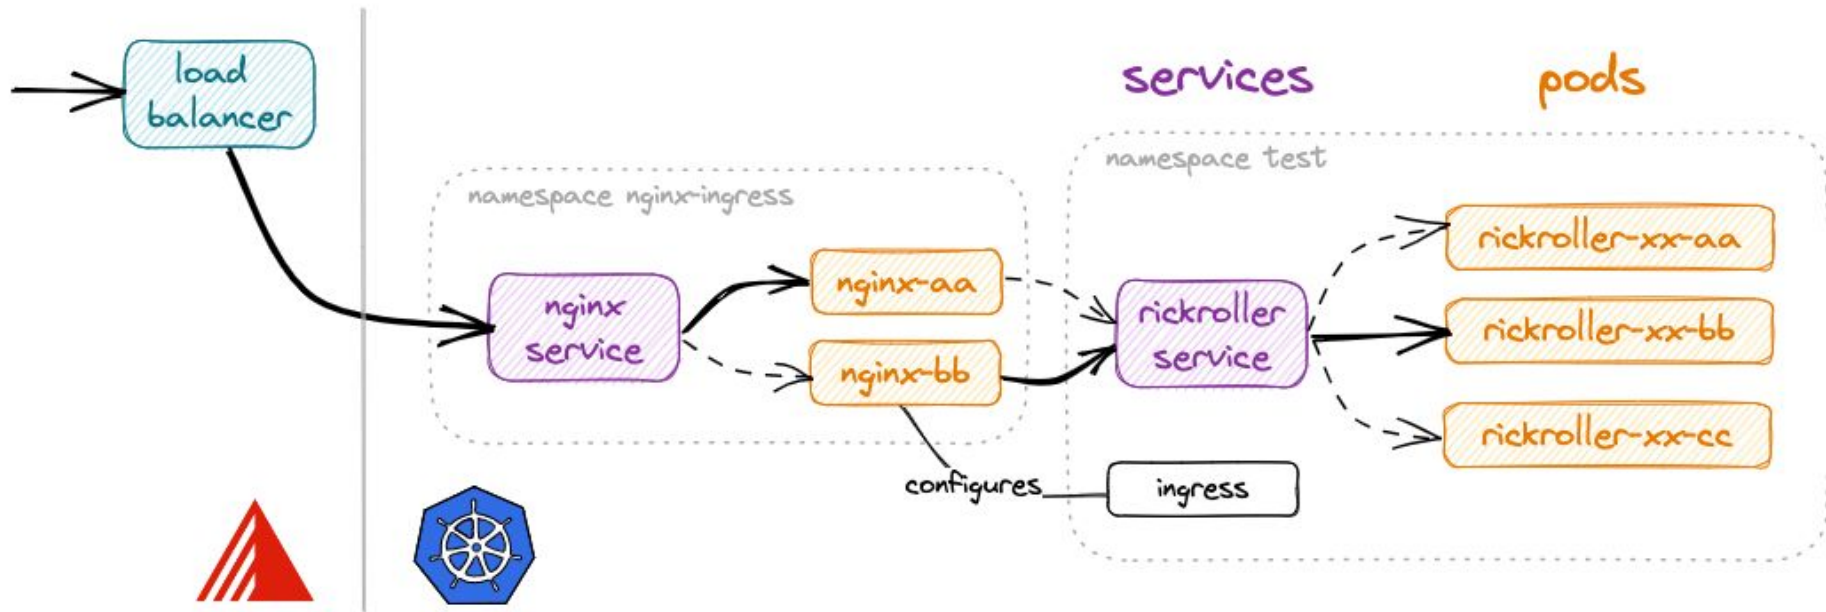 load
balancer
services
pods
namespace test
namespace nginx-ingress
nginx
service
nginx-aa
nginx-bb
rickroller
service
rickroller-xx-aa
rickroller-xx-bb
rickroller-xx-cc
configures
ingress